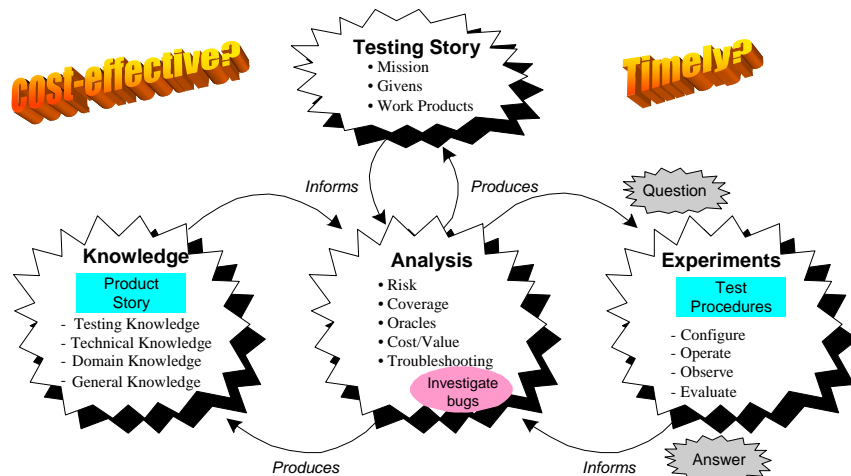 Cost-effective?
Timely?
Testing Story
• Mission
• Givens
• Work Products
Informs
Produces
Question
Knowledge
Product
Story
- Testing Knowledge
- Technical Knowledge
- Domain Knowledge
- General Knowledge
Analysis
• Risk
• Coverage
• Oracles
• Cost/Value
• Troubleshooting
Investigate
bugs
Experiments
Test
Procedures
- Configure
- Operate
- Observe
- Evaluate
Produces
Informs
Answer